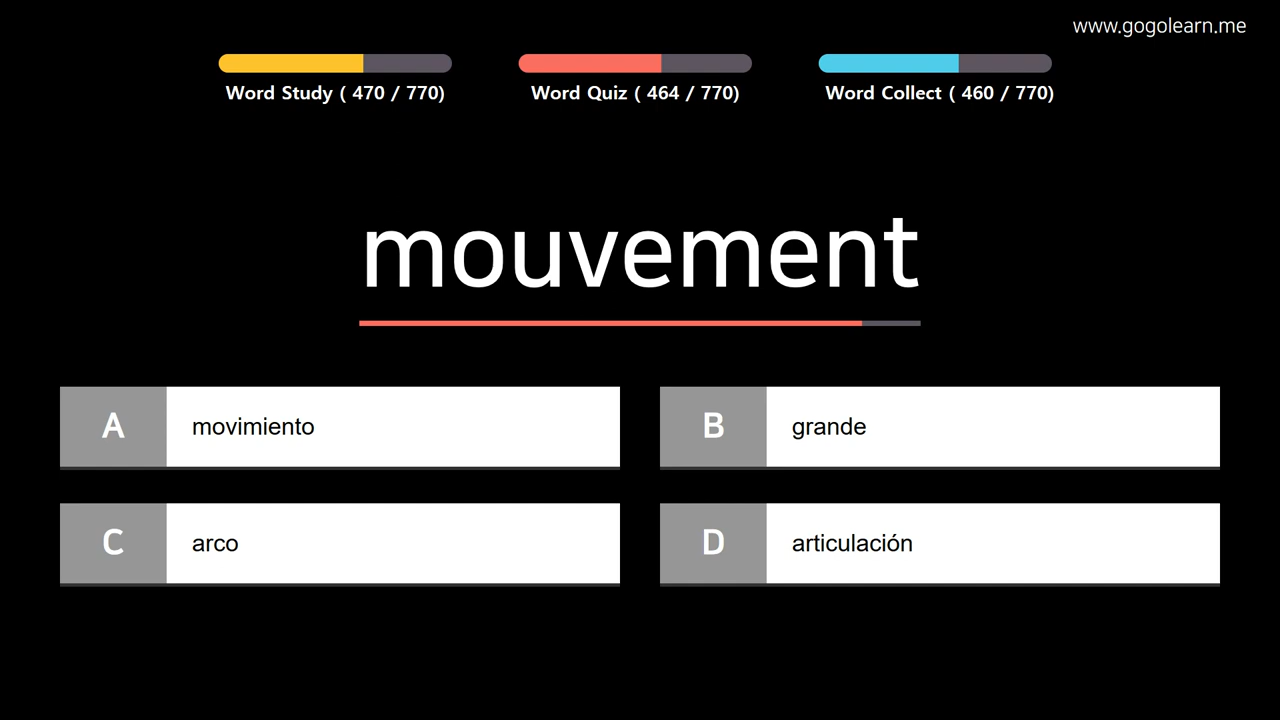 www.gogolearn.me
Word Study ( 470 / 770)
Word Quiz ( 464 / 770)
Word Collect ( 460 / 770)
mouvement
A movimiento
B grande
C arco
D articulación